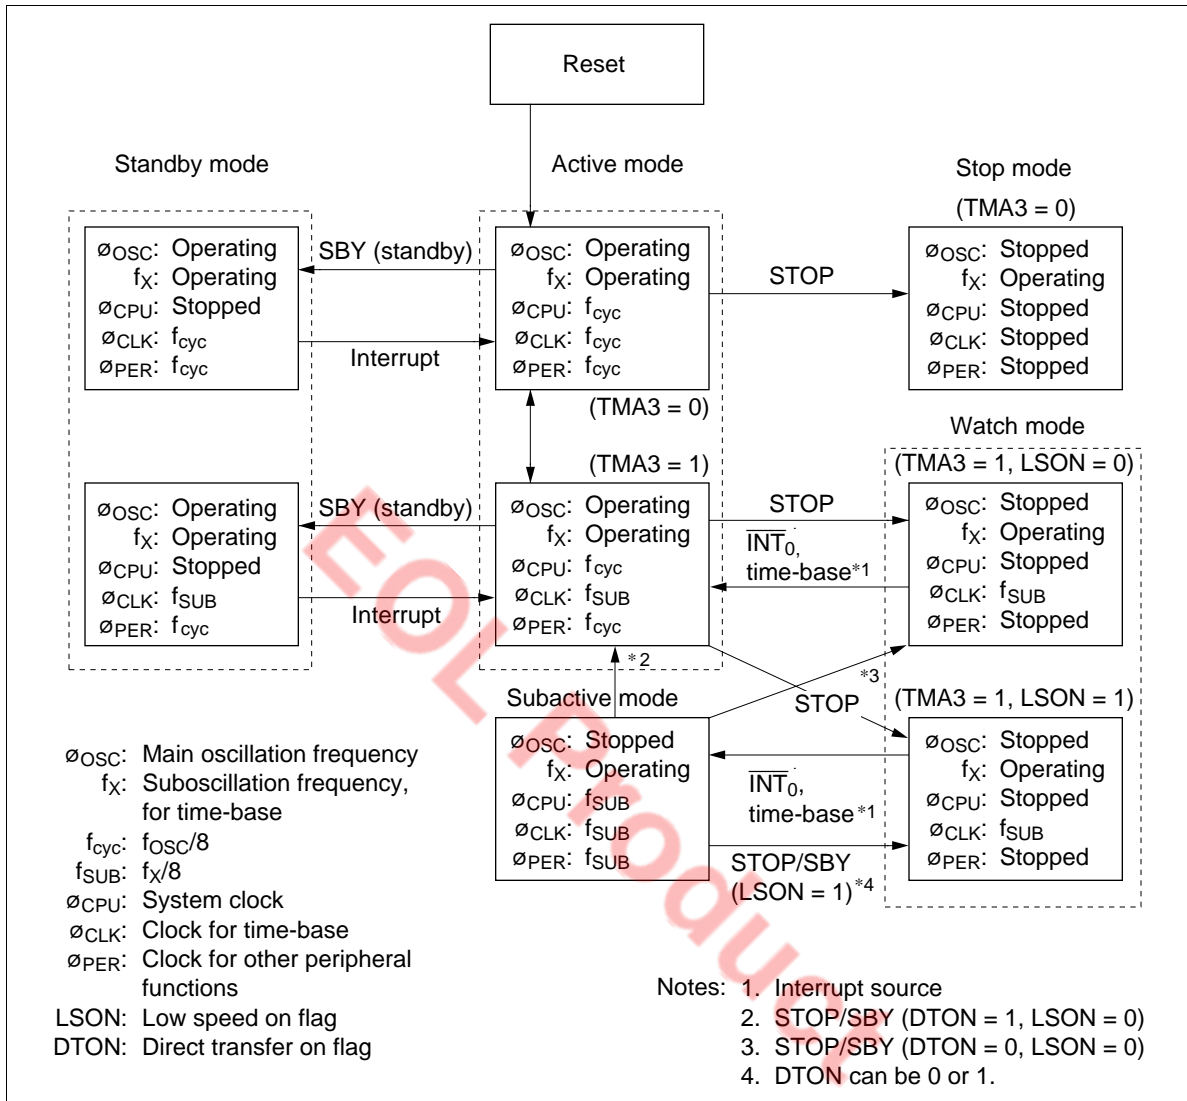 Reset
Standby mode
Active mode
Stop mode
(TMA3 = 0)
øOSC: Operating
fX: Operating
øCPU: Stopped
øCLK: fcyc
øPER: fcyc
SBY (standby)
Interrupt
øOSC: Operating
fX: Operating
øCPU: fcyc
øCLK: fcyc
øPER: fcyc
(TMA3 = 0)
STOP
øOSC: Stopped
fX: Operating
øCPU: Stopped
øCLK: Stopped
øPER: Stopped
Watch mode
(TMA3 = 1)
(TMA3 = 1, LSON = 0)
øOSC: Operating
fX: Operating
øCPU: Stopped
øCLK: fSUB
øPER: fcyc
SBY (standby)
Interrupt
øOSC: Operating
fX: Operating
øCPU: fcyc
øCLK: fSUB
øPER: fcyc
STOP
I̅N̅T̅0,
time-base*1
øOSC: Stopped
fX: Operating
øCPU: Stopped
øCLK: fSUB
øPER: Stopped
*2
*3
Subactive mode
STOP
(TMA3 = 1, LSON = 1)
øOSC: Stopped
fX: Operating
øCPU: fSUB
øCLK: fSUB
øPER: fSUB
I̅N̅T̅0,
time-base*1
STOP/SBY
(LSON = 1)*4
øOSC: Stopped
fX: Operating
øCPU: Stopped
øCLK: fSUB
øPER: Stopped
øOSC: Main oscillation frequency
fX: Suboscillation frequency,
for time-base
fcyc: fOSC/8
fSUB: fX/8
øCPU: System clock
øCLK: Clock for time-base
øPER: Clock for other peripheral
functions
LSON: Low speed on flag
DTON: Direct transfer on flag
Notes: 1. Interrupt source
2. STOP/SBY (DTON = 1, LSON = 0)
3. STOP/SBY (DTON = 0, LSON = 0)
4. DTON can be 0 or 1.
EOL Product